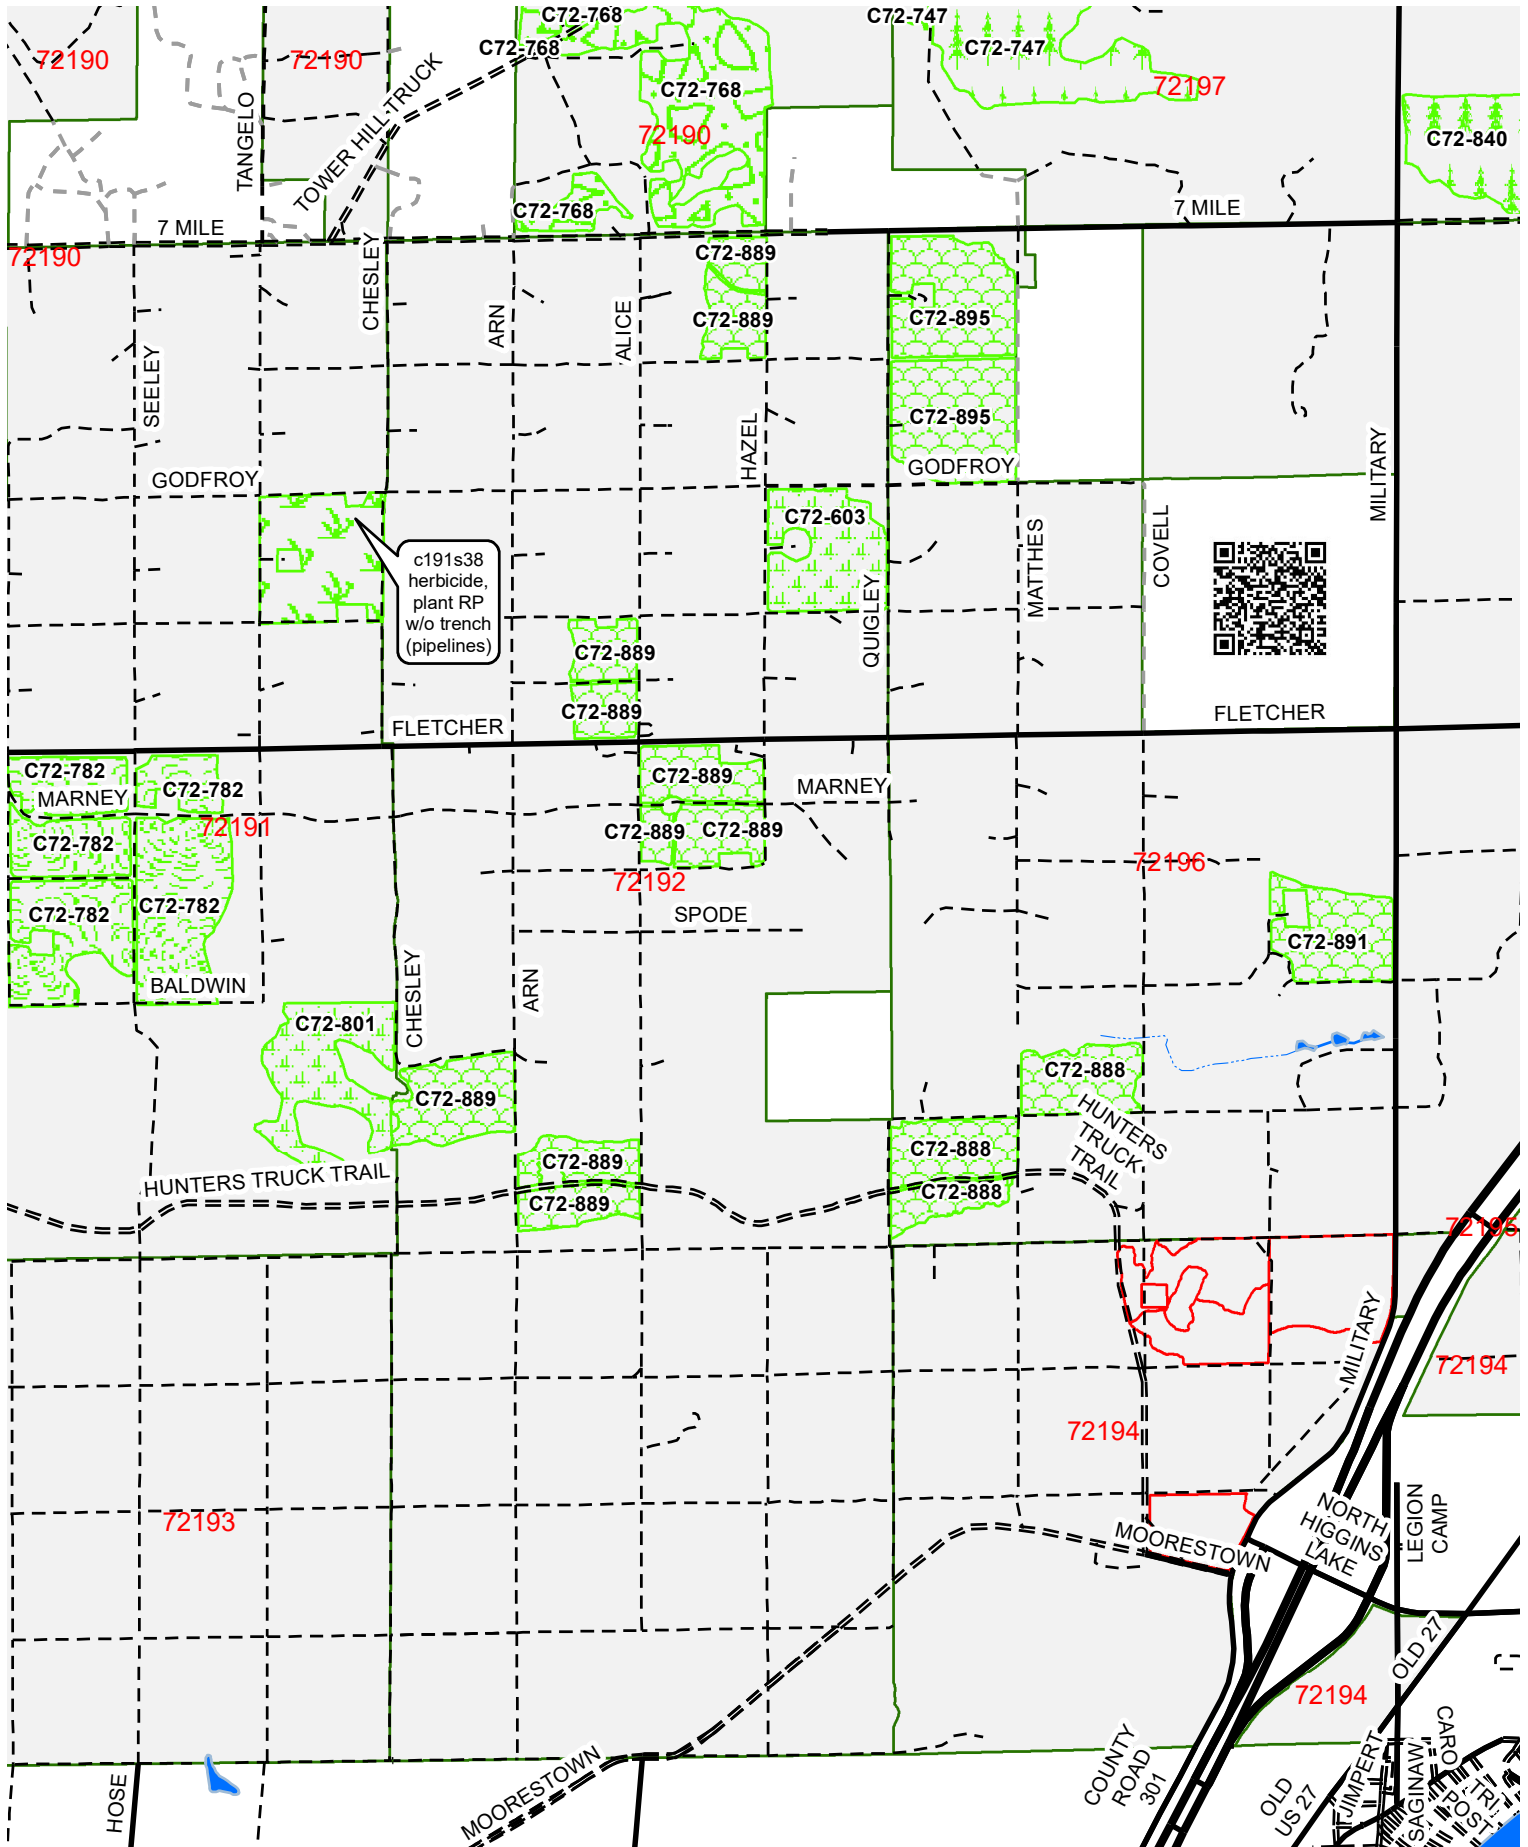 C72-768
C72-747
C72-768
C72-747
72190
72190
C72-768
72197
TANGELO
TOWER HILL TRUCK
72190
C72-840
C72-768
7 MILE
7 MILE
72190
C72-889
CHESLEY
ARN
ALICE
C72-889
C72-895
SEELEY
C72-895
HAZEL
MILITARY
GODFROY
GODFROY
C72-603
c191s38
herbicide,
plant RP
w/o trench
(pipelines)
QUIGLEY
MATTHES
COVELL
C72-889
C72-889
FLETCHER
FLETCHER
C72-782
C72-782
C72-889
MARNEY
MARNEY
72191
C72-889
C72-889
C72-782
72196
72192
C72-782
C72-782
SPODE
C72-891
BALDWIN
CHESLEY
ARN
C72-801
C72-888
C72-889
HUNTERS
TRUCK
TRAIL
C72-888
C72-889
HUNTERS TRUCK TRAIL
C72-888
C72-889
72195
MILITARY
72194
72194
72193
NORTH
HIGGINS
LAKE
LEGION
CAMP
MOORESTOWN
OLD 27
72194
COUNTY
ROAD
301
OLD
US 27
JIMPERT
SAGINAW
CARO
TRI
POST
HOSE
MOORESTOWN